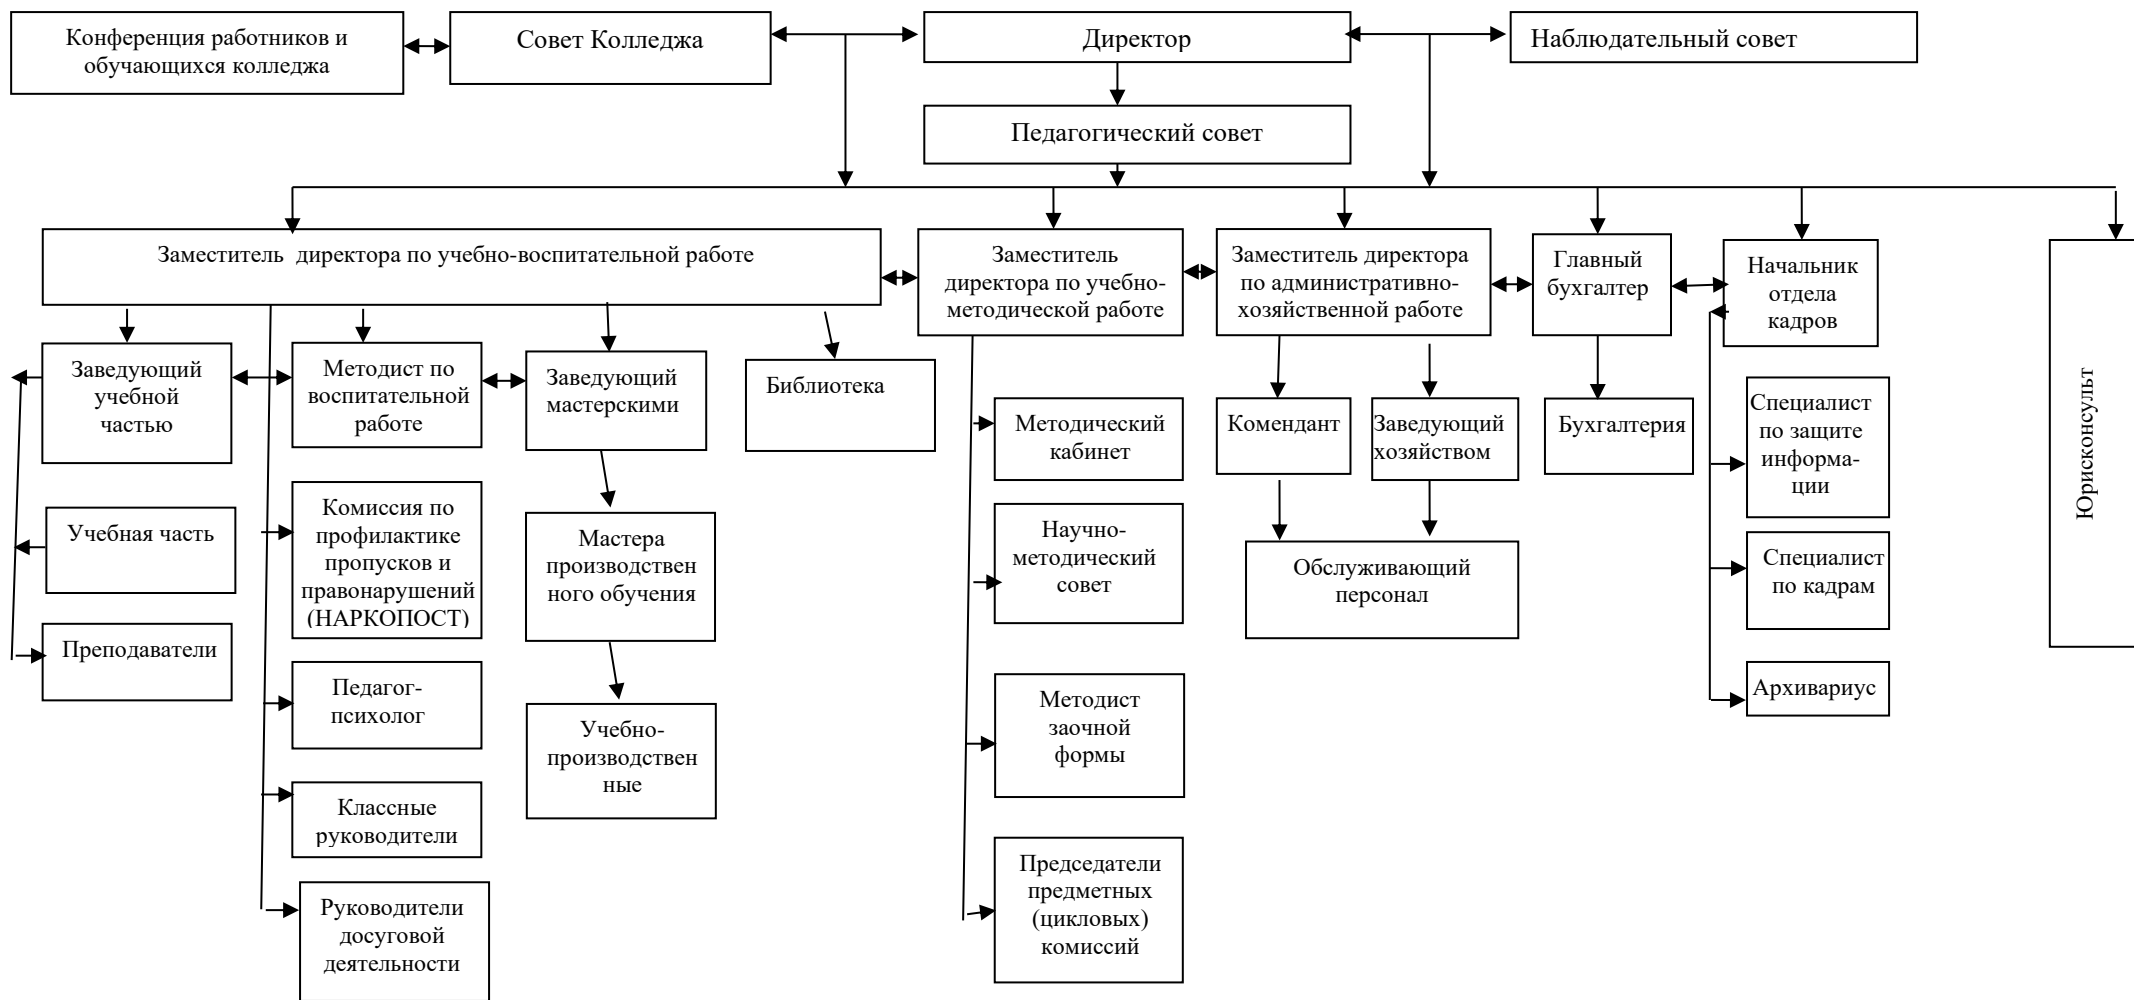 Конференция работников и
обучающихся колледжа
Совет Колледжа
Директор
Наблюдательный совет
Педагогический совет
Заместитель директора по учебно-воспитательной работе
Заместитель
директора по учебно-
методической работе
Заместитель директора
по административно-
хозяйственной работе
Главный
бухгалтер
Начальник
отдела
кадров
Юрисконсульт
Заведующий
учебной
частью
Методист по
воспитательной
работе
Заведующий
мастерскими
Библиотека
Методический
кабинет
Комендант
Заведующий
хозяйством
Бухгалтерия
Специалист
по защите
информа-
ции
Учебная часть
Комиссия по
профилактике
пропусков и
правонарушений
(НАРКОПОСТ)
Мастера
производствен
ного обучения
Научно-
методический
совет
Обслуживающий
персонал
Специалист
по кадрам
Преподаватели
Педагог-
психолог
Учебно-
производствен
ные
Методист
заочной
формы
Архивариус
Классные
руководители
Председатели
предметных
(цикловых)
комиссий
Руководители
досуговой
деятельности